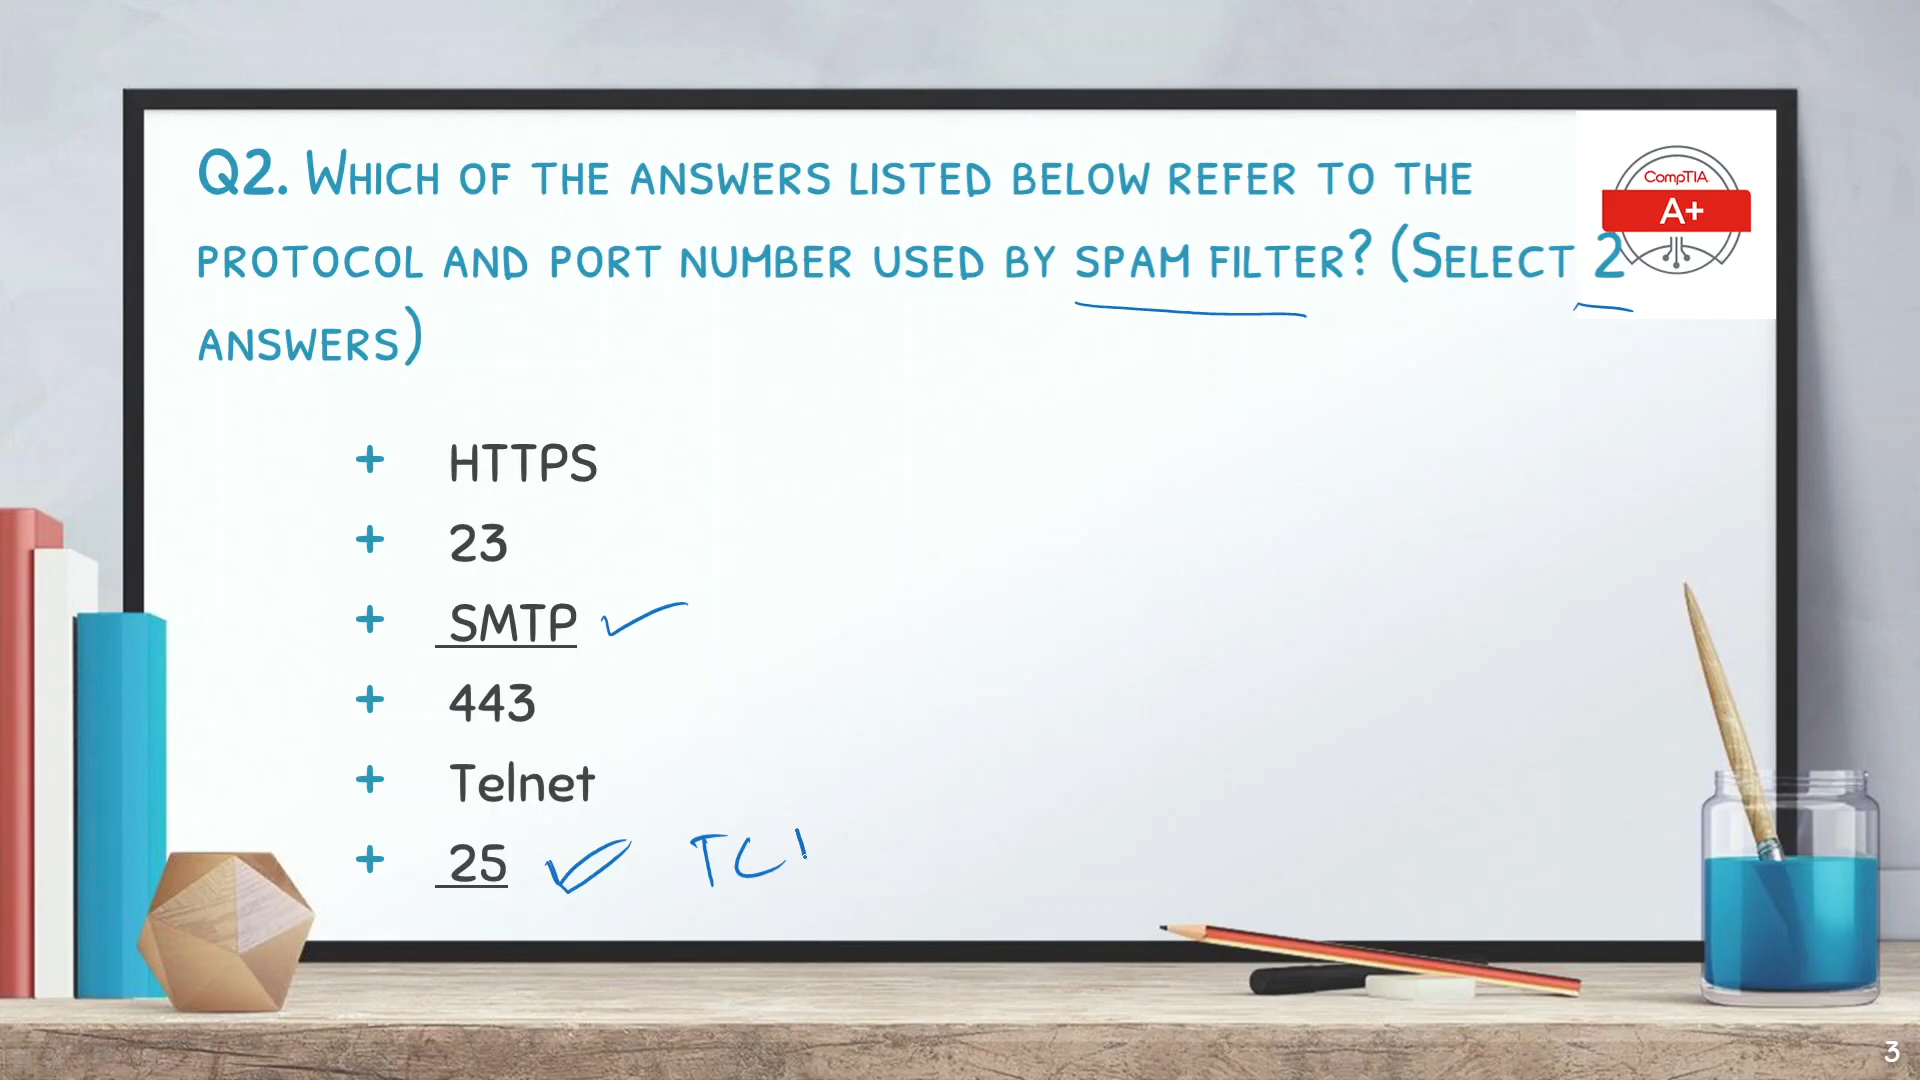 Q2. Which of the answers listed below refer to the
protocol and port number used by spam filter? (Select 2
answers)
CompTIA
A+
+ HTTPS
+ 23
+ SMTP
+ 443
+ Telnet
+ 25 TC
3